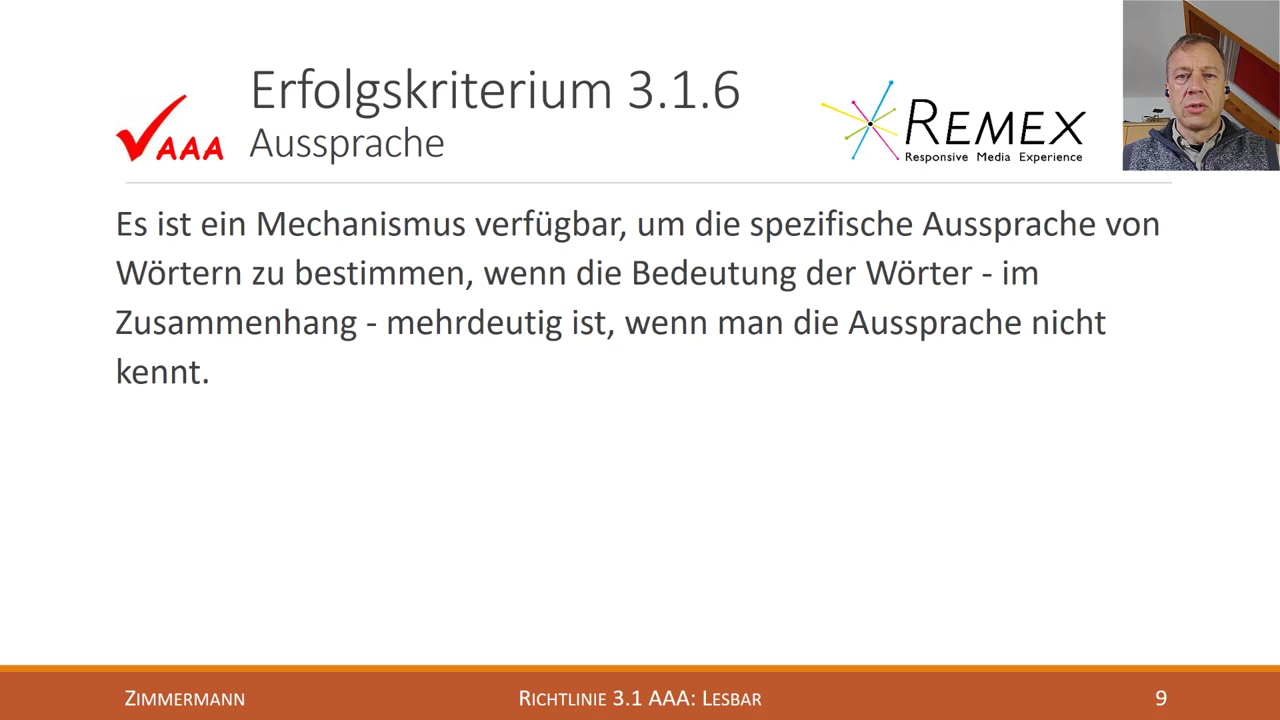 Erfolgskriterium 3.1.6
AAA
Aussprache
REMEX
Responsive Media Experience
Es ist ein Mechanismus verfügbar, um die spezifische Aussprache von
Wörtern zu bestimmen, wenn die Bedeutung der Wörter - im
Zusammenhang - mehrdeutig ist, wenn man die Aussprache nicht
kennt.
ZIMMERMANN
RICHTLINIE 3.1 AAA: LESBAR
9